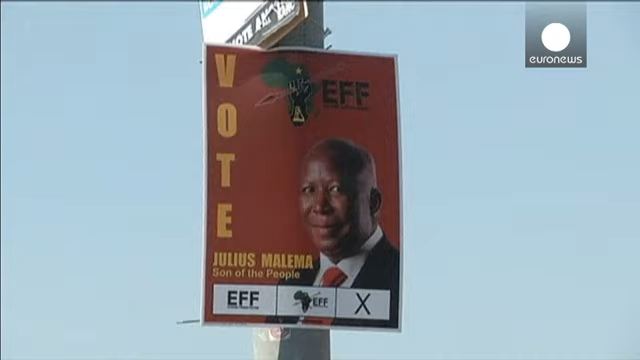 VOTE
EFF
JULIUS MALEMA
Son of the People
EFF
EFF
X
euronews